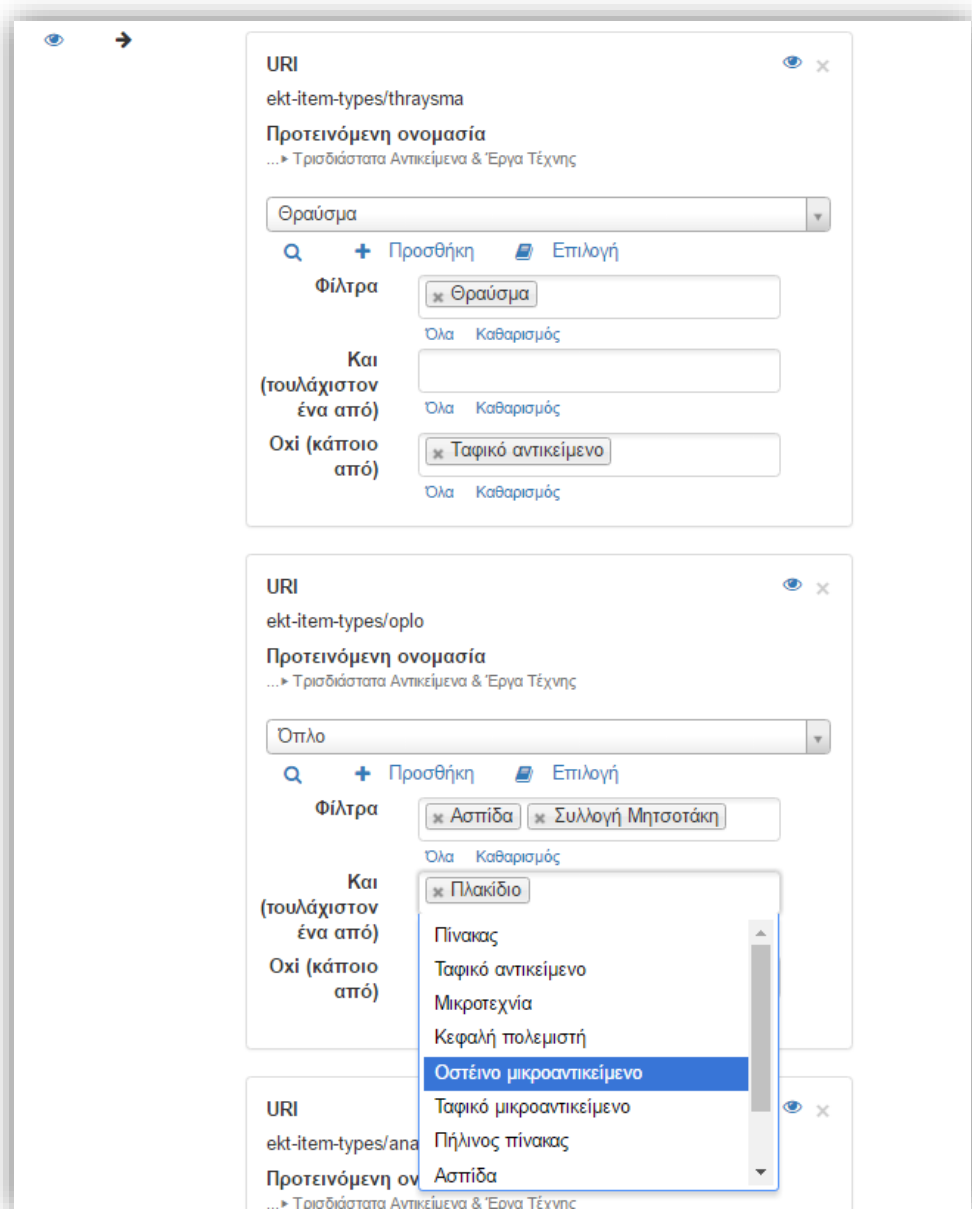 URI
ekt-item-types/thraysma
Προτεινόμενη ονομασία
...▸ Τρισδιάστατα Αντικείμενα & Έργα Τέχνης
Θραύσμα
Προσθήκη Επιλογή
Φίλτρα
× Θραύσμα
Όλα Καθαρισμός
Και
(τουλάχιστον
ένα από)
Όλα Καθαρισμός
Οχi (κάποιο
από)
× Ταφικό αντικείμενο
Όλα Καθαρισμός
URI
ekt-item-types/oplo
Προτεινόμενη ονομασία
...▸ Τρισδιάστατα Αντικείμενα & Έργα Τέχνης
Όπλο
Προσθήκη Επιλογή
Φίλτρα
× Ασπίδα × Συλλογή Μητσοτάκη
Όλα Καθαρισμός
Και
(τουλάχιστον
ένα από)
× Πλακίδιο
Οχi (κάποιο
από)
Πίνακας
Ταφικό αντικείμενο
Μικροτεχνία
Κεφαλή πολεμιστή
Οστέινο μικροαντικείμενο
Ταφικό μικροαντικείμενο
Πήλινος πίνακας
Ασπίδα
URI
ekt-item-types/ana
Προτεινόμενη ον
...▸ Τρισδιάστατα Αντικείμενα & Έργα Τέχνης